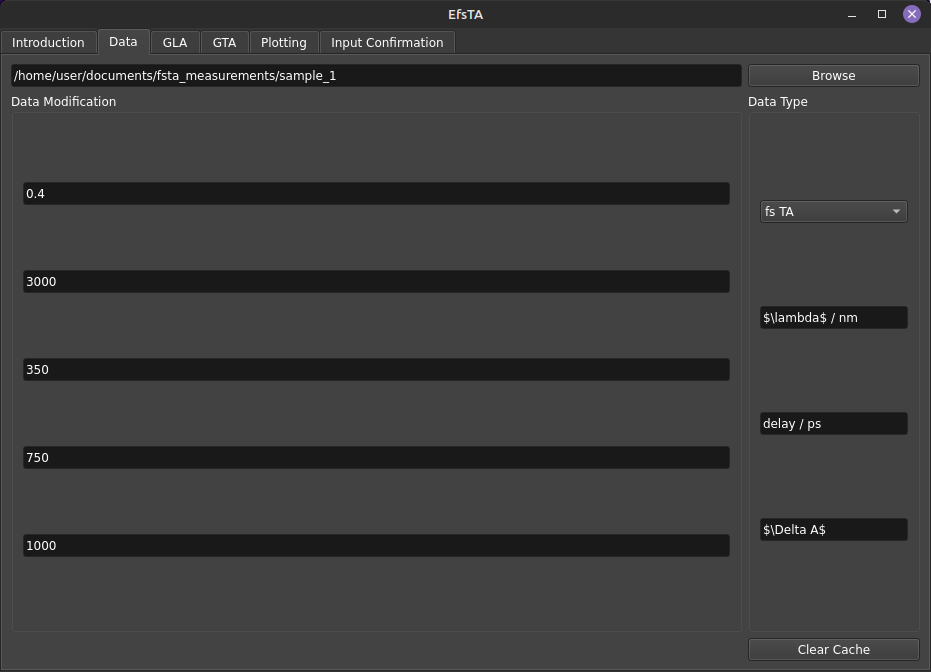 EfsTA
Introduction Data GLA GTA Plotting Input Confirmation
/home/user/documents/fsta_measurements/sample_1 Browse
Data Modification Data Type
0.4
fs TA
3000
$\lambda$ / nm
350
delay / ps
750
$\Delta A$
1000
Clear Cache